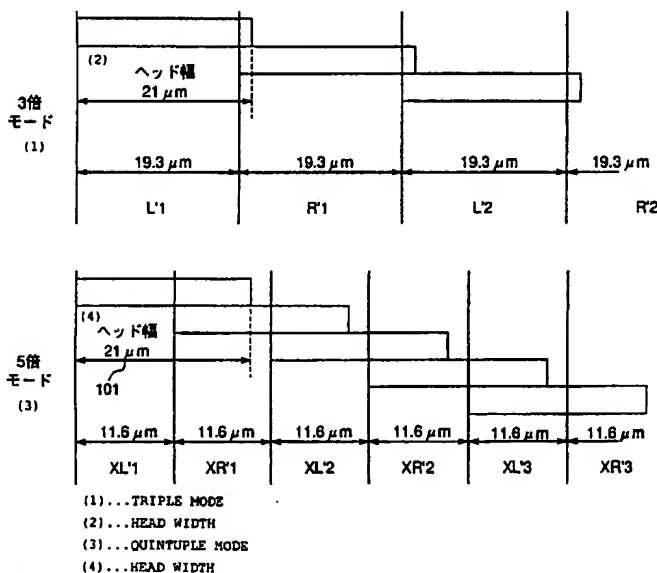 (2)
ヘッド幅
21 μm
3倍
モード
(1)
19.3 μm 19.3 μm 19.3 μm 19.3 μm
L'1 R'1 L'2 R'2
(4)
ヘッド幅
21 μm
101
5倍
モード
(3)
11.6 μm 11.6 μm 11.6 μm 11.6 μm 11.6 μm 11.6 μm
XL'1 XR'1 XL'2 XR'2 XL'3 XR'3
(1)...TRIPLE MODE
(2)...HEAD WIDTH
(3)...QUINTUPLE MODE
(4)...HEAD WIDTH